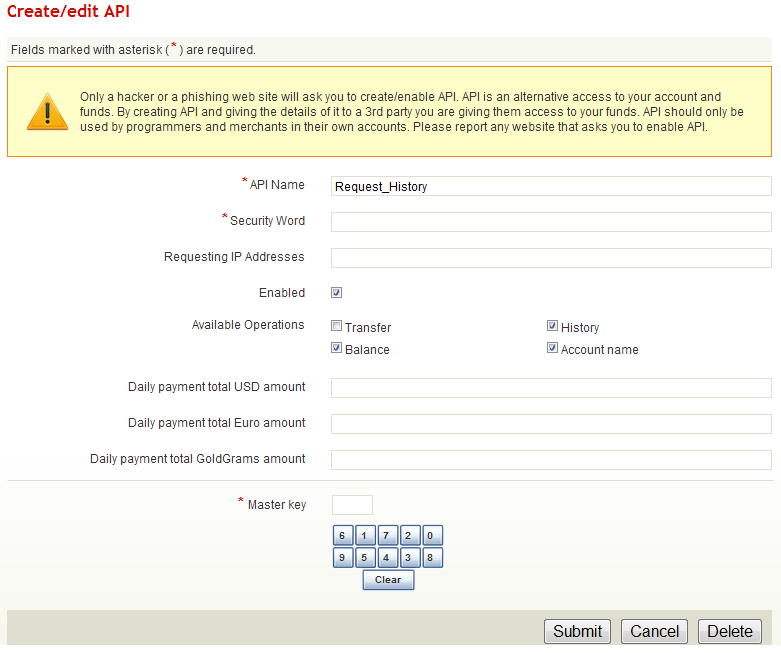 Create/edit API
Fields marked with asterisk (*) are required.
Only a hacker or a phishing web site will ask you to create/enable API. API is an alternative access to your account and
funds. By creating API and giving the details of it to a 3rd party you are giving them access to your funds. API should only be
used by programmers and merchants in their own accounts. Please report any website that asks you to enable API.
* API Name Request_History
* Security Word
Requesting IP Addresses
Enabled
Available Operations Transfer History
Balance Account name
Daily payment total USD amount
Daily payment total Euro amount
Daily payment total GoldGrams amount
* Master key
6 1 7 2 0
9 5 4 3 8
Clear
Submit Cancel Delete